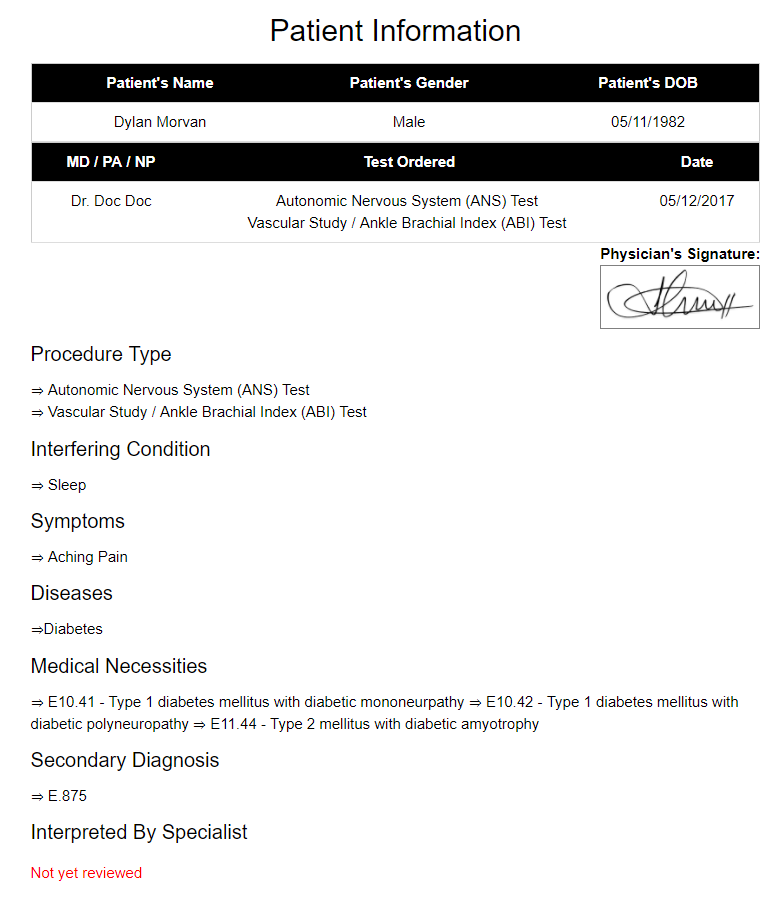 Patient Information
Patient's Name Patient's Gender Patient's DOB
Dylan Morvan Male 05/11/1982
MD / PA / NP Test Ordered Date
Dr. Doc Doc Autonomic Nervous System (ANS) Test 05/12/2017
Vascular Study / Ankle Brachial Index (ABI) Test
Physician's Signature:
Procedure Type
⇒ Autonomic Nervous System (ANS) Test
⇒ Vascular Study / Ankle Brachial Index (ABI) Test
Interfering Condition
⇒ Sleep
Symptoms
⇒ Aching Pain
Diseases
⇒Diabetes
Medical Necessities
⇒ E10.41 - Type 1 diabetes mellitus with diabetic mononeurpathy ⇒ E10.42 - Type 1 diabetes mellitus with
diabetic polyneuropathy ⇒ E11.44 - Type 2 mellitus with diabetic amyotrophy
Secondary Diagnosis
⇒ E.875
Interpreted By Specialist
Not yet reviewed